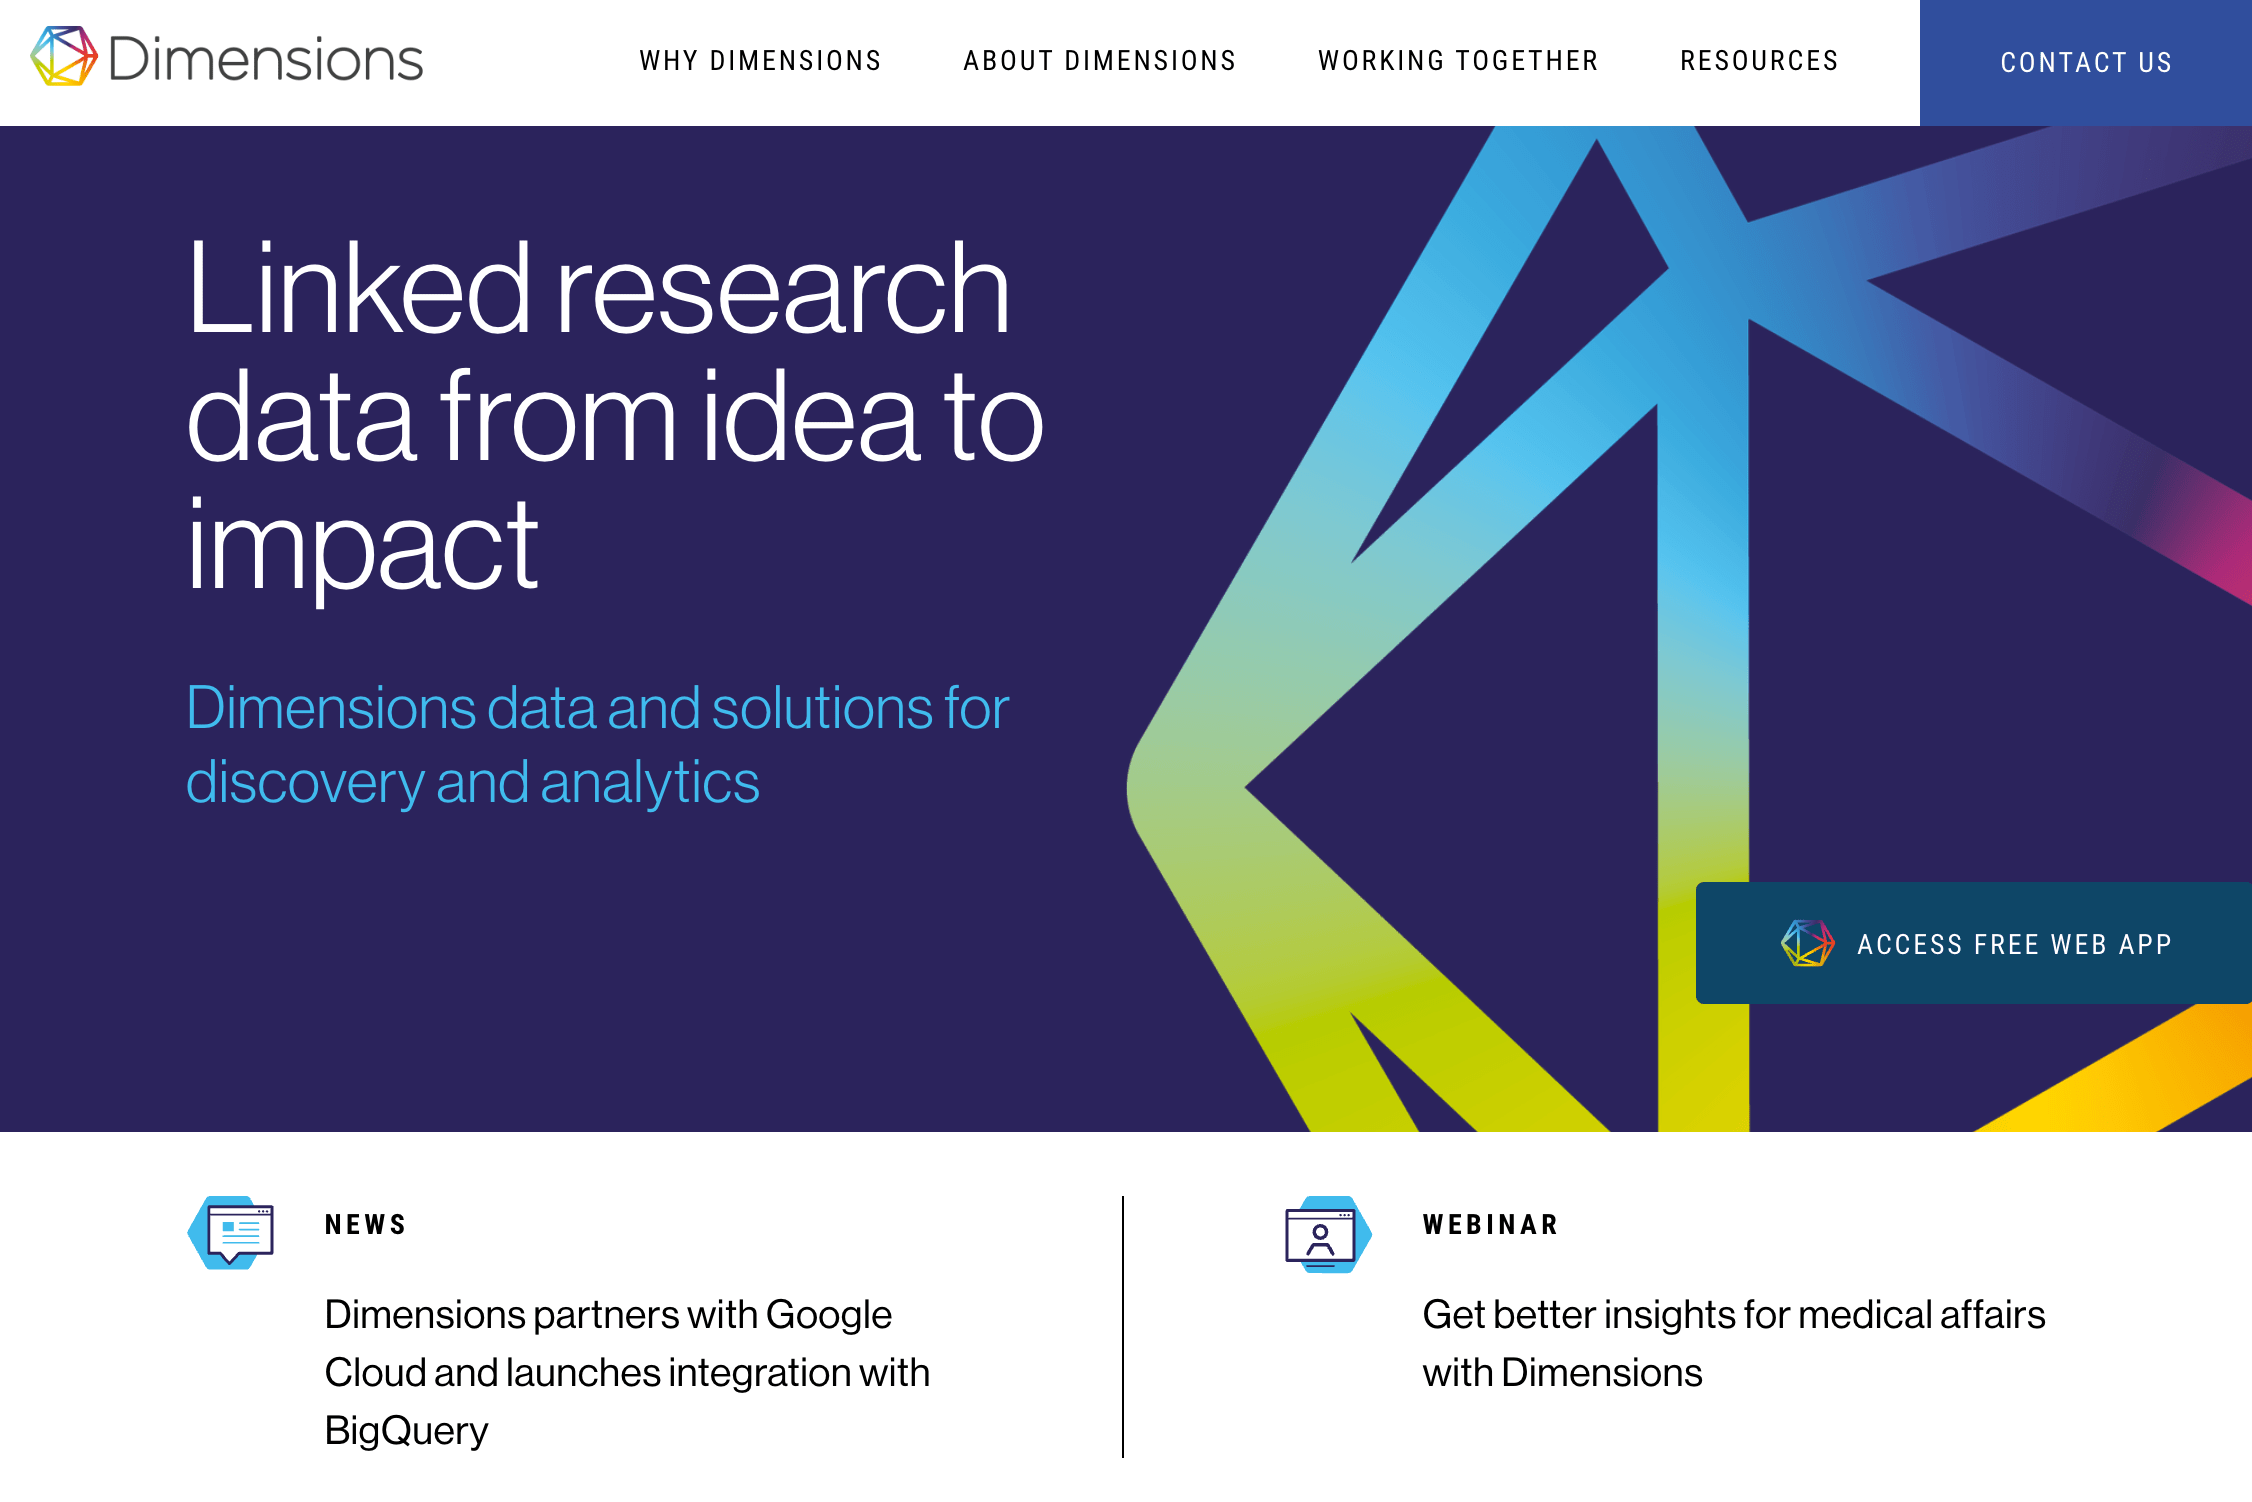 Dimensions
WHY DIMENSIONS
ABOUT DIMENSIONS
WORKING TOGETHER
RESOURCES
CONTACT US
Linked research
data from idea to
impact
Dimensions data and solutions for
discovery and analytics
ACCESS FREE WEB APP
NEWS
Dimensions partners with Google
Cloud and launches integration with
BigQuery
WEBINAR
Get better insights for medical affairs
with Dimensions